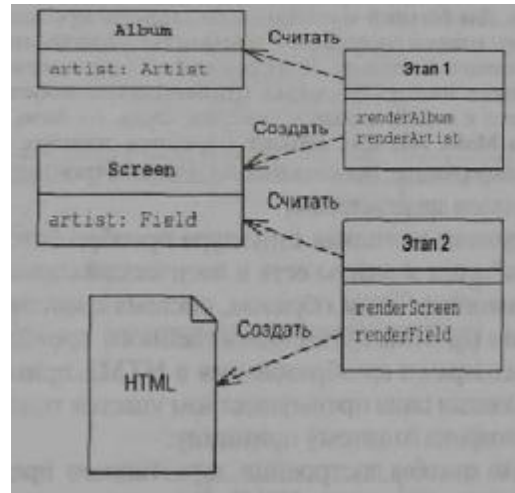 Album
artist: Artist
Считать
Этап 1
renderAlbum
renderArtist
Создать
Screen
artist: Field
Считать
Этап 2
renderScreen
renderField
Создать
HTML